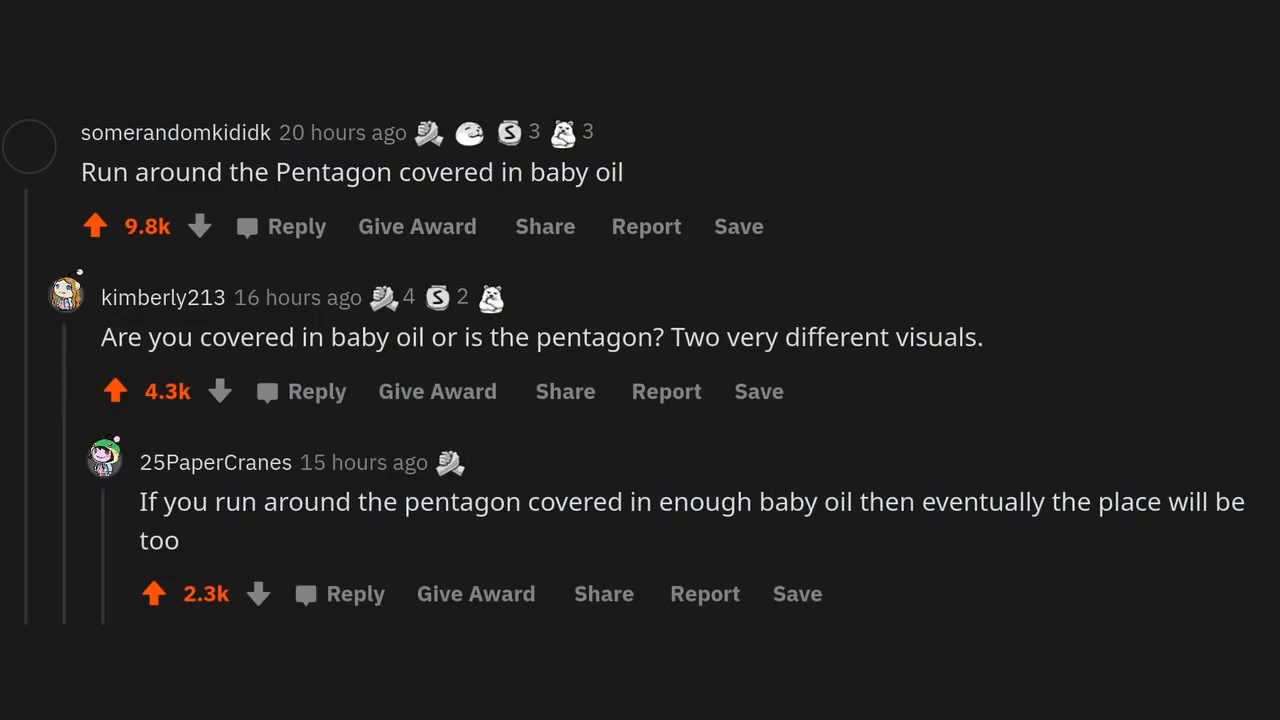 somerandomkididk 20 hours ago 3 3
Run around the Pentagon covered in baby oil
9.8k Reply Give Award Share Report Save
kimberly213 16 hours ago 4 S 2
Are you covered in baby oil or is the pentagon? Two very different visuals.
4.3k Reply Give Award Share Report Save
25PaperCranes 15 hours ago
If you run around the pentagon covered in enough baby oil then eventually the place will be
too
2.3k Reply Give Award Share Report Save